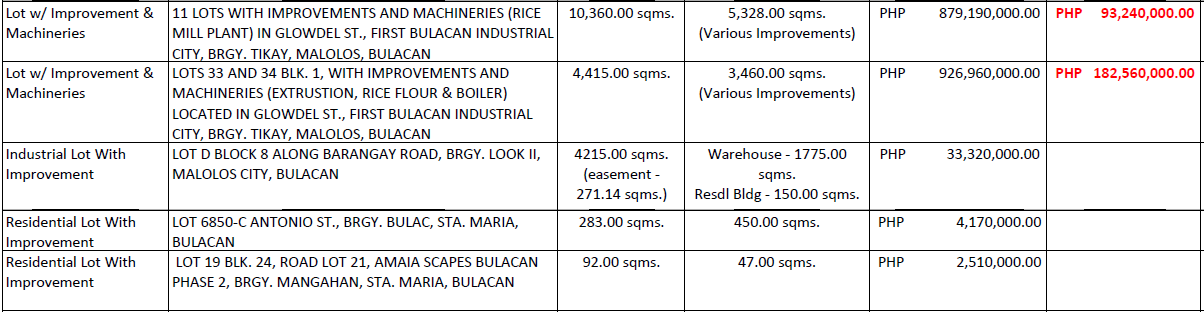 Lot w/ Improvement & Machineries
11 LOTS WITH IMPROVEMENTS AND MACHINERIES (RICE
MILL PLANT) IN GLOWDEL ST., FIRST BULACAN INDUSTRIAL
CITY, BRGY. TIKAY, MALOLOS, BULACAN
10,360.00 sqms.
5,328.00 sqms.
(Various Improvements)
PHP 879,190,000.00
PHP 93,240,000.00
Lot w/ Improvement &
Machineries
LOTS 33 AND 34 BLK. 1, WITH IMPROVEMENTS AND
MACHINERIES (EXTRUSTION, RICE FLOUR & BOILER)
LOCATED IN GLOWDEL ST., FIRST BULACAN INDUSTRIAL
CITY, BRGY. TIKAY, MALOLOS, BULACAN
4,415.00 sqms.
3,460.00 sqms.
(Various Improvements)
PHP 926,960,000.00
PHP 182,560,000.00
Industrial Lot With
Improvement
LOT D BLOCK 8 ALONG BARANGAY ROAD, BRGY. LOOK II,
MALOLOS CITY, BULACAN
4215.00 sqms.
(easement -
271.14 sqms.)
Warehouse - 1775.00
sqms.
Resdl Bldg - 150.00 sqms.
PHP 33,320,000.00
Residential Lot With
Improvement
LOT 6850-C ANTONIO ST., BRGY. BULAC, STA. MARIA,
BULACAN
283.00 sqms.
450.00 sqms.
PHP 4,170,000.00
Residential Lot With
Improvement
LOT 19 BLK. 24, ROAD LOT 21, AMAIA SCAPES BULACAN
PHASE 2, BRGY. MANGAHAN, STA. MARIA, BULACAN
92.00 sqms.
47.00 sqms.
PHP 2,510,000.00